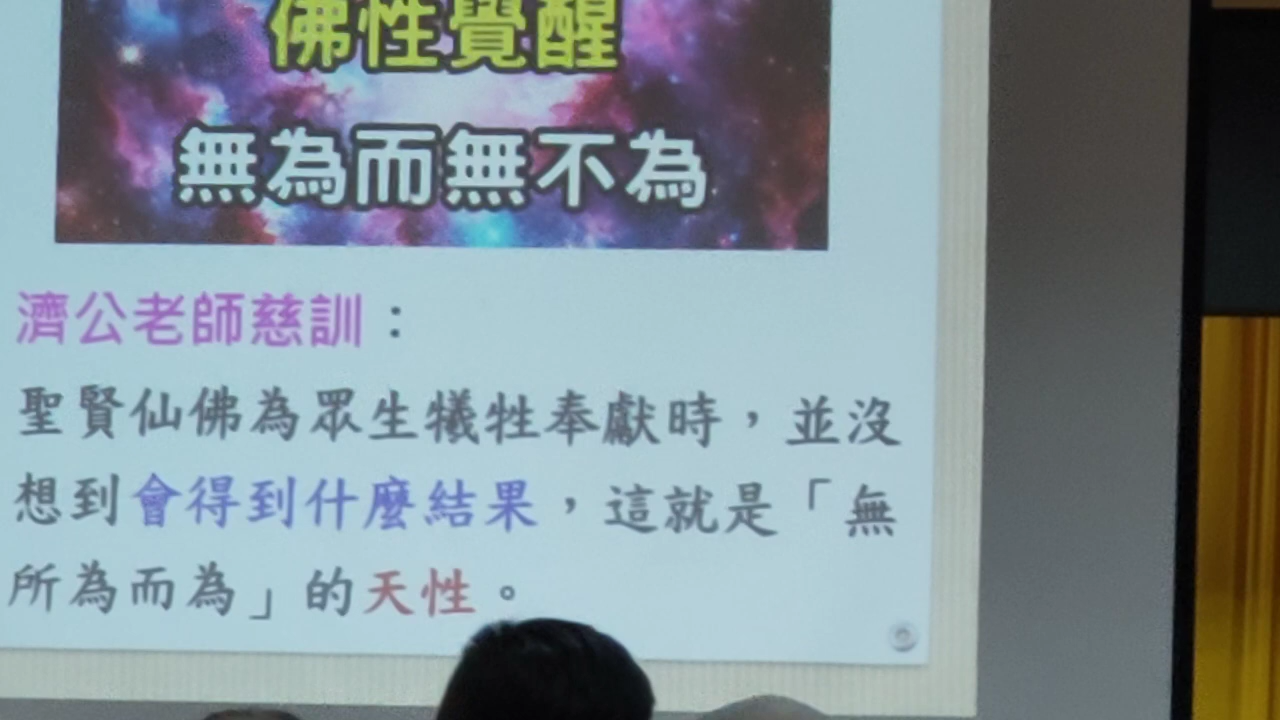 佛性覺醒
無為而無不為
濟公老師慈訓：
聖賢仙佛為眾生犧牲奉獻時，並沒
想到會得到什麼結果，這就是「無
所為而為」的天性。